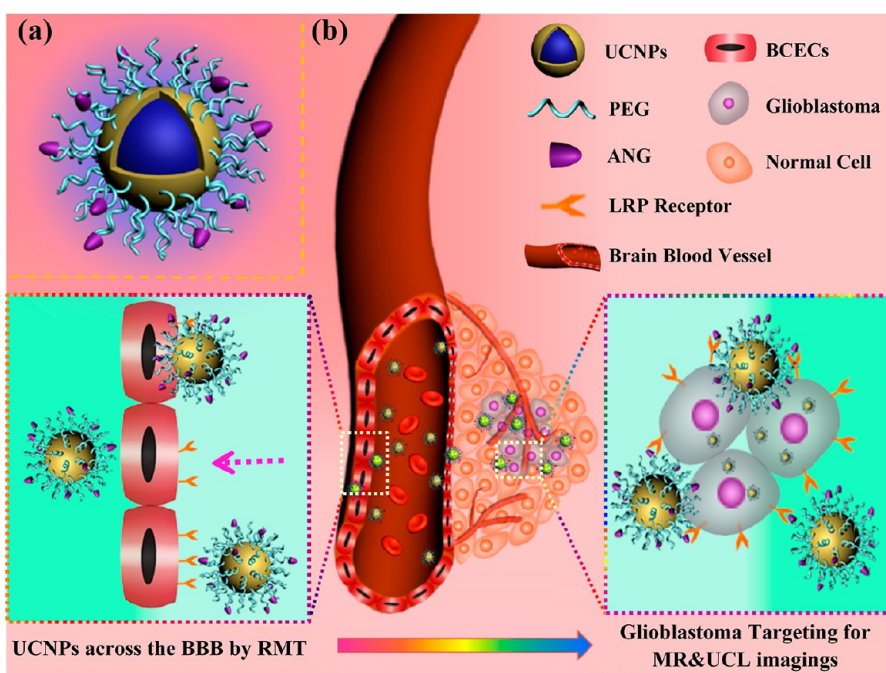 (a)
(b)
UCNPs
PEG
ANG
LRP Receptor
Brain Blood Vessel
BCECs
Glioblastoma
Normal Cell
UCNPs across the BBB by RMT
Glioblastoma Targeting for
MR&UCL imagings